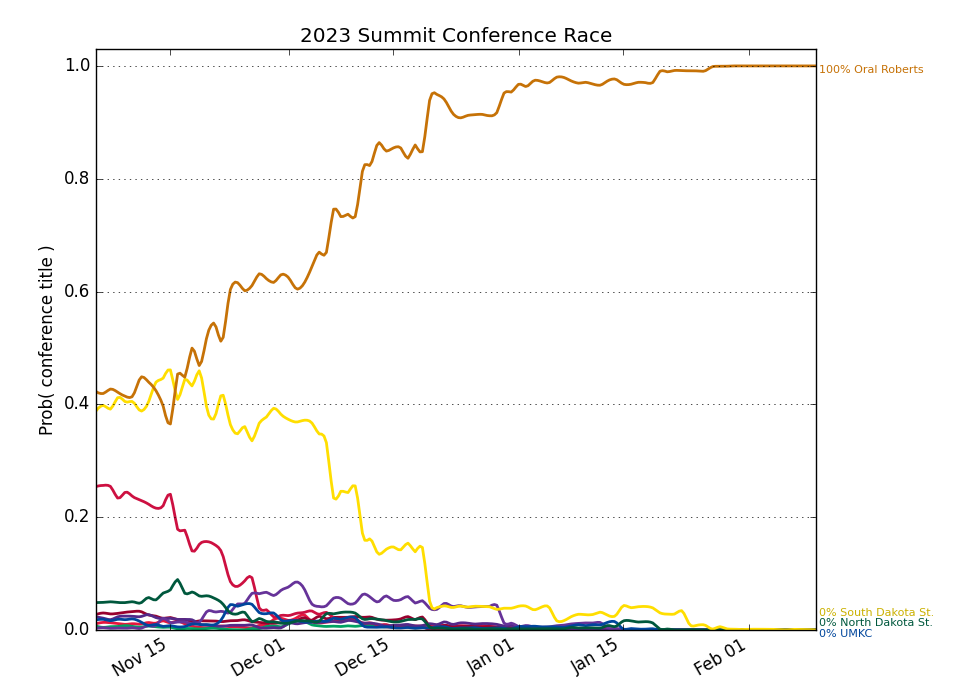 2023 Summit Conference Race
Prob( conference title )
1.0
0.8
0.6
0.4
0.2
0.0
100% Oral Roberts
0% South Dakota St.
0% North Dakota St.
0% UMKC
Nov 15
Dec 01
Dec 15
Jan 01
Jan 15
Feb 01